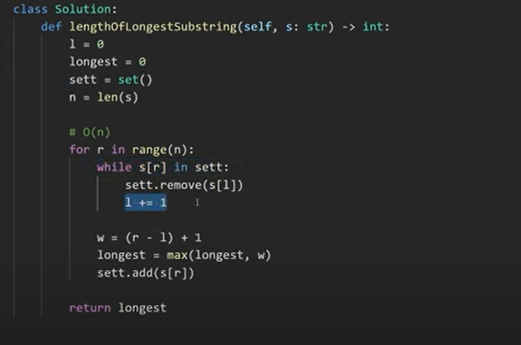 class Solution:
    def lengthOfLongestSubstring(self, s: str) -> int:
        l = 0
        longest = 0
        sett = set()
        n = len(s)

        # O(n)
        for r in range(n):
            while s[r] in sett:
                sett.remove(s[l])
                l += 1

            w = (r - l) + 1
            longest = max(longest, w)
            sett.add(s[r])

        return longest